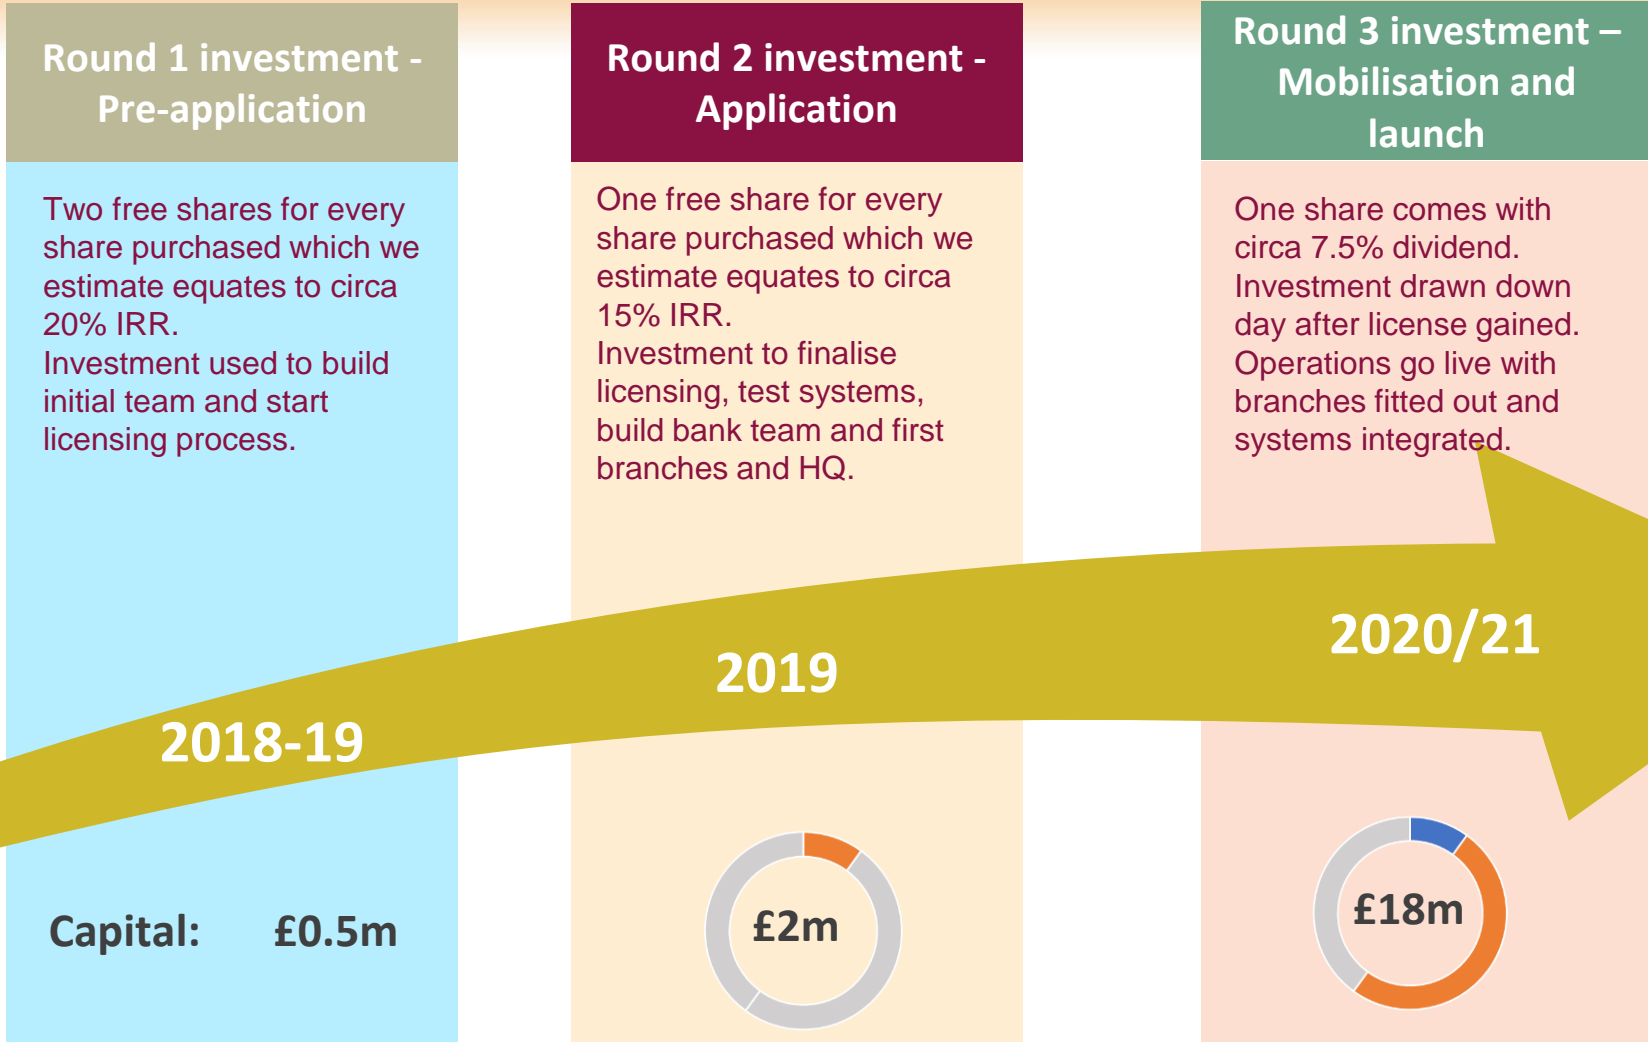 Round 1 investment -
Pre-application
Two free shares for every
share purchased which we
estimate equates to circa
20% IRR.
Investment used to build
initial team and start
licensing process.
Round 2 investment -
Application
One free share for every
share purchased which we
estimate equates to circa
15% IRR.
Investment to finalise
licensing, test systems,
build bank team and first
branches and HQ.
Round 3 investment –
Mobilisation and
launch
One share comes with
circa 7.5% dividend.
Investment drawn down
day after license gained.
Operations go live with
branches fitted out and
systems integrated.
2018-19
2019
2020/21
Capital: £0.5m
£2m
£18m